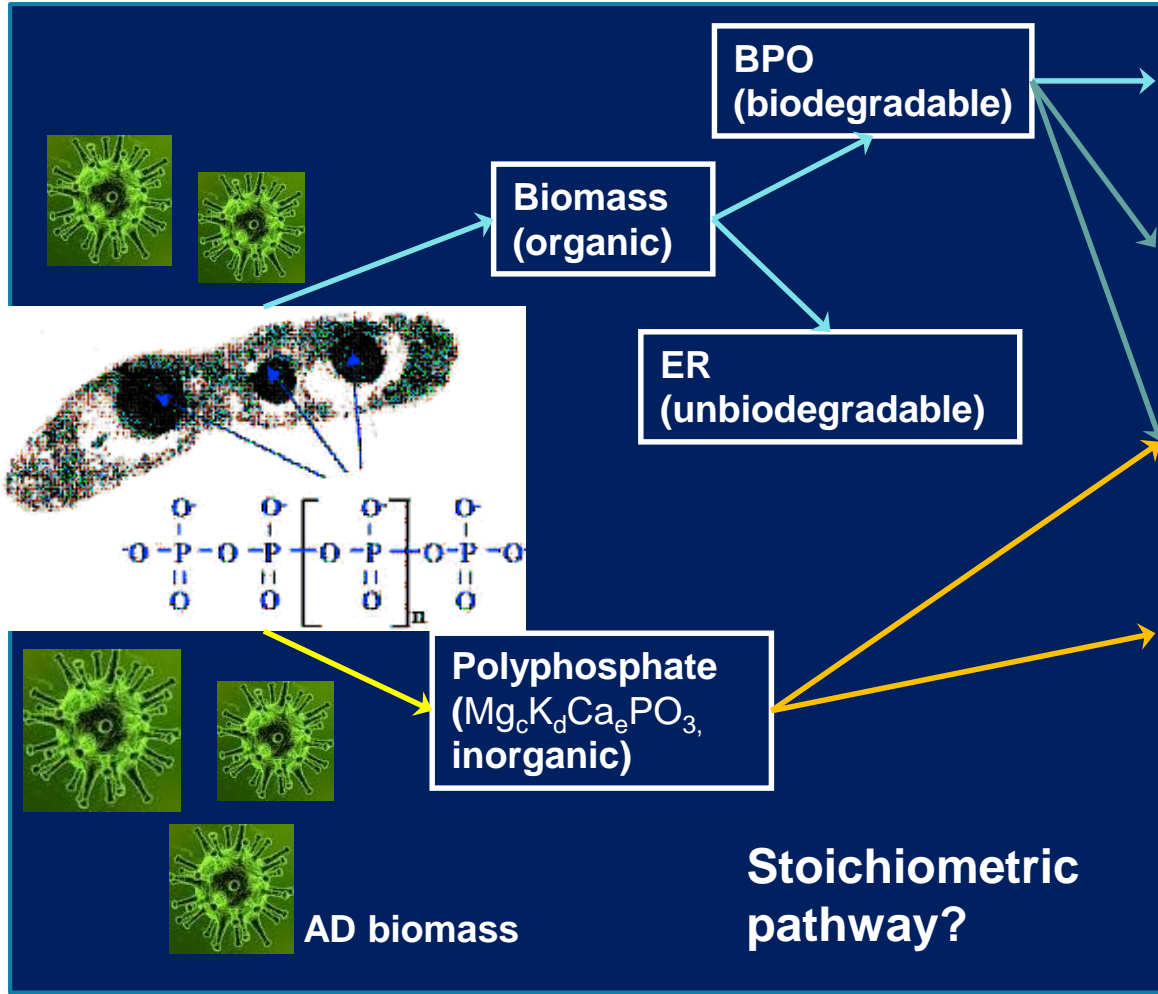 BPO
(biodegradable)
Biomass
(organic)
ER
(unbiodegradable)
O- O- O- O-
-O-P-O-P-[O-P]-O-P-O-
O O O O
n
Polyphosphate
(MgcKdCaePO3,
inorganic)
Stoichiometric
pathway?
AD biomass